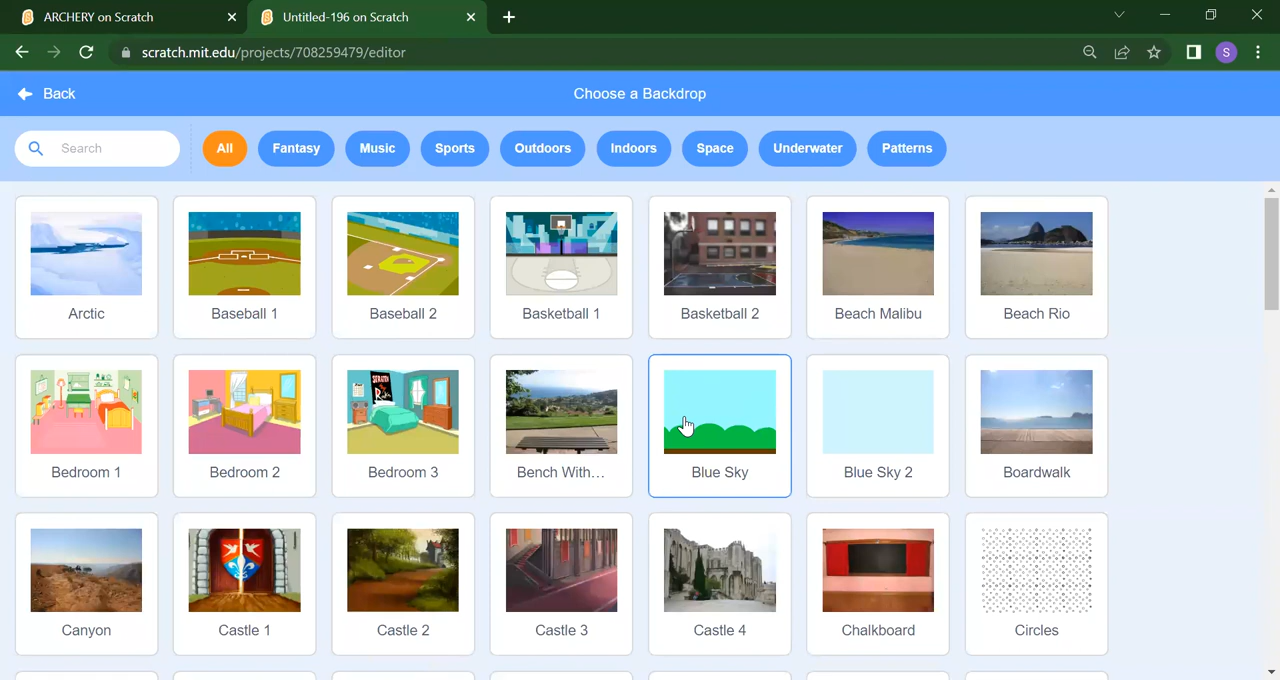 ARCHERY on Scratch
Untitled-196 on Scratch
scratch.mit.edu/projects/708259479/editor
S
Back
Choose a Backdrop
Search
All
Fantasy
Music
Sports
Outdoors
Indoors
Space
Underwater
Patterns
Arctic
Baseball 1
Baseball 2
Basketball 1
Basketball 2
Beach Malibu
Beach Rio
Bedroom 1
Bedroom 2
Bedroom 3
Bench With...
Blue Sky
Blue Sky 2
Boardwalk
Canyon
Castle 1
Castle 2
Castle 3
Castle 4
Chalkboard
Circles